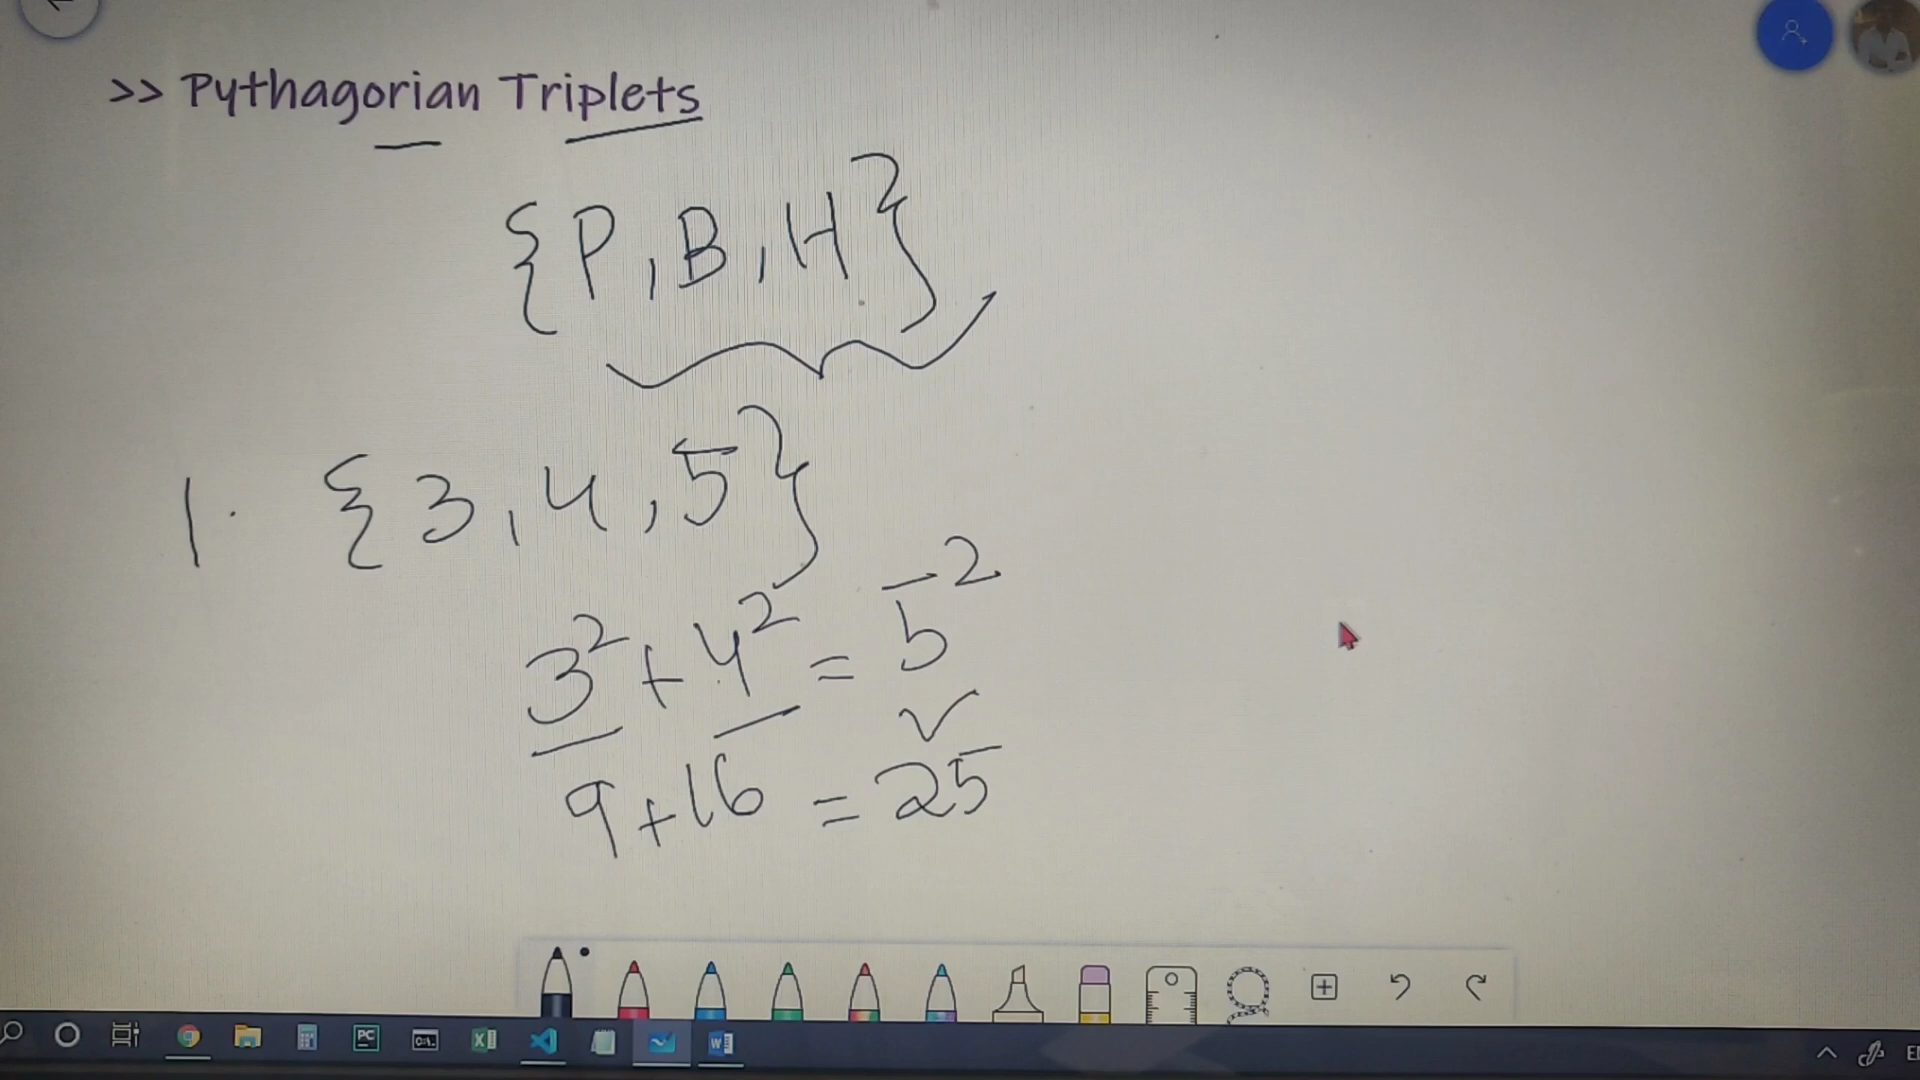 >> Pythagorian Triplets
{P, B, H}
1. {3, 4, 5}
3² + 4² = 5²
9 + 16 = 25